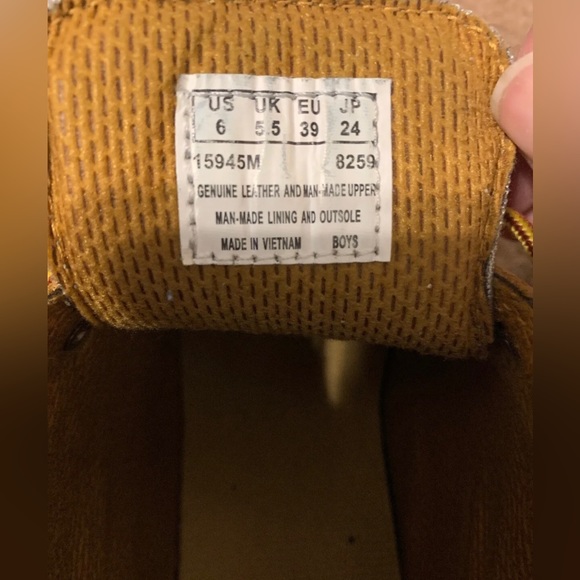 US UK EU JP
6 5.5 39 24
15945M 8259
GENUINE LEATHER AND MAN-MADE UPPER
MAN-MADE LINING AND OUTSOLE
MADE IN VIETNAM BOYS